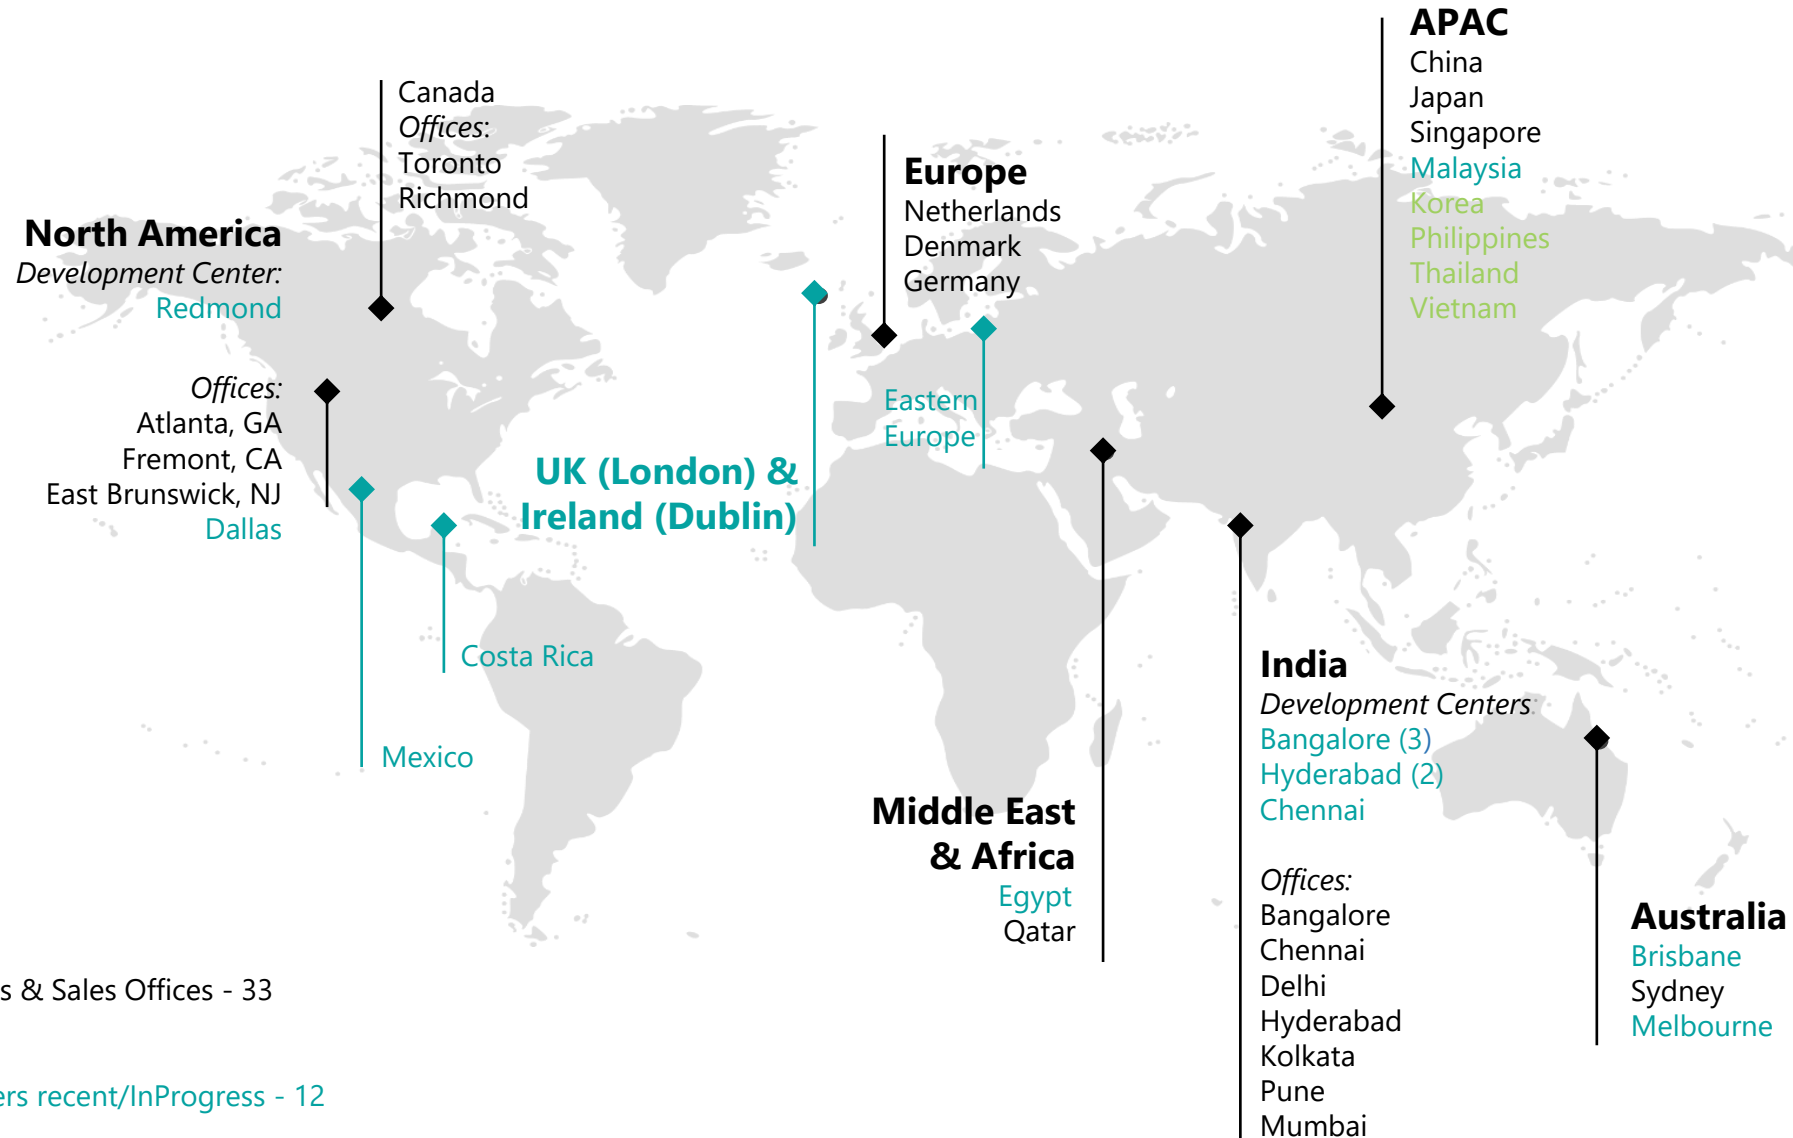 APAC
China
Japan
Singapore
Malaysia
Korea
Philippines
Thailand
Vietnam
Canada
Offices:
Toronto
Richmond
Europe
Netherlands
Denmark
Germany
North America
Development Center:
Redmond
Offices:
Atlanta, GA
Fremont, CA
East Brunswick, NJ
Dallas
Eastern
Europe
UK (London) &
Ireland (Dublin)
Costa Rica
Mexico
India
Development Centers:
Bangalore (3)
Hyderabad (2)
Chennai
Offices:
Bangalore
Chennai
Delhi
Hyderabad
Kolkata
Pune
Mumbai
Middle East
& Africa
Egypt
Qatar
Australia
Brisbane
Sydney
Melbourne
s & Sales Offices - 33
ers recent/InProgress - 12